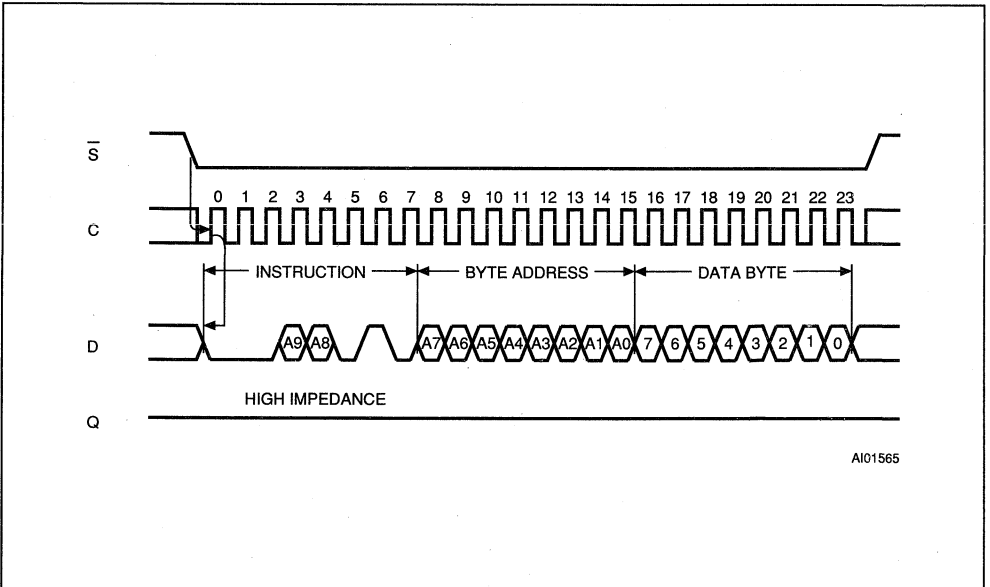 S̅
0 1 2 3 4 5 6 7 8 9 10 11 12 13 14 15 16 17 18 19 20 21 22 23
C
INSTRUCTION BYTE ADDRESS DATA BYTE
D
A9 A8 A7 A6 A5 A4 A3 A2 A1 A0 7 6 5 4 3 2 1 0
HIGH IMPEDANCE
Q
AI01565